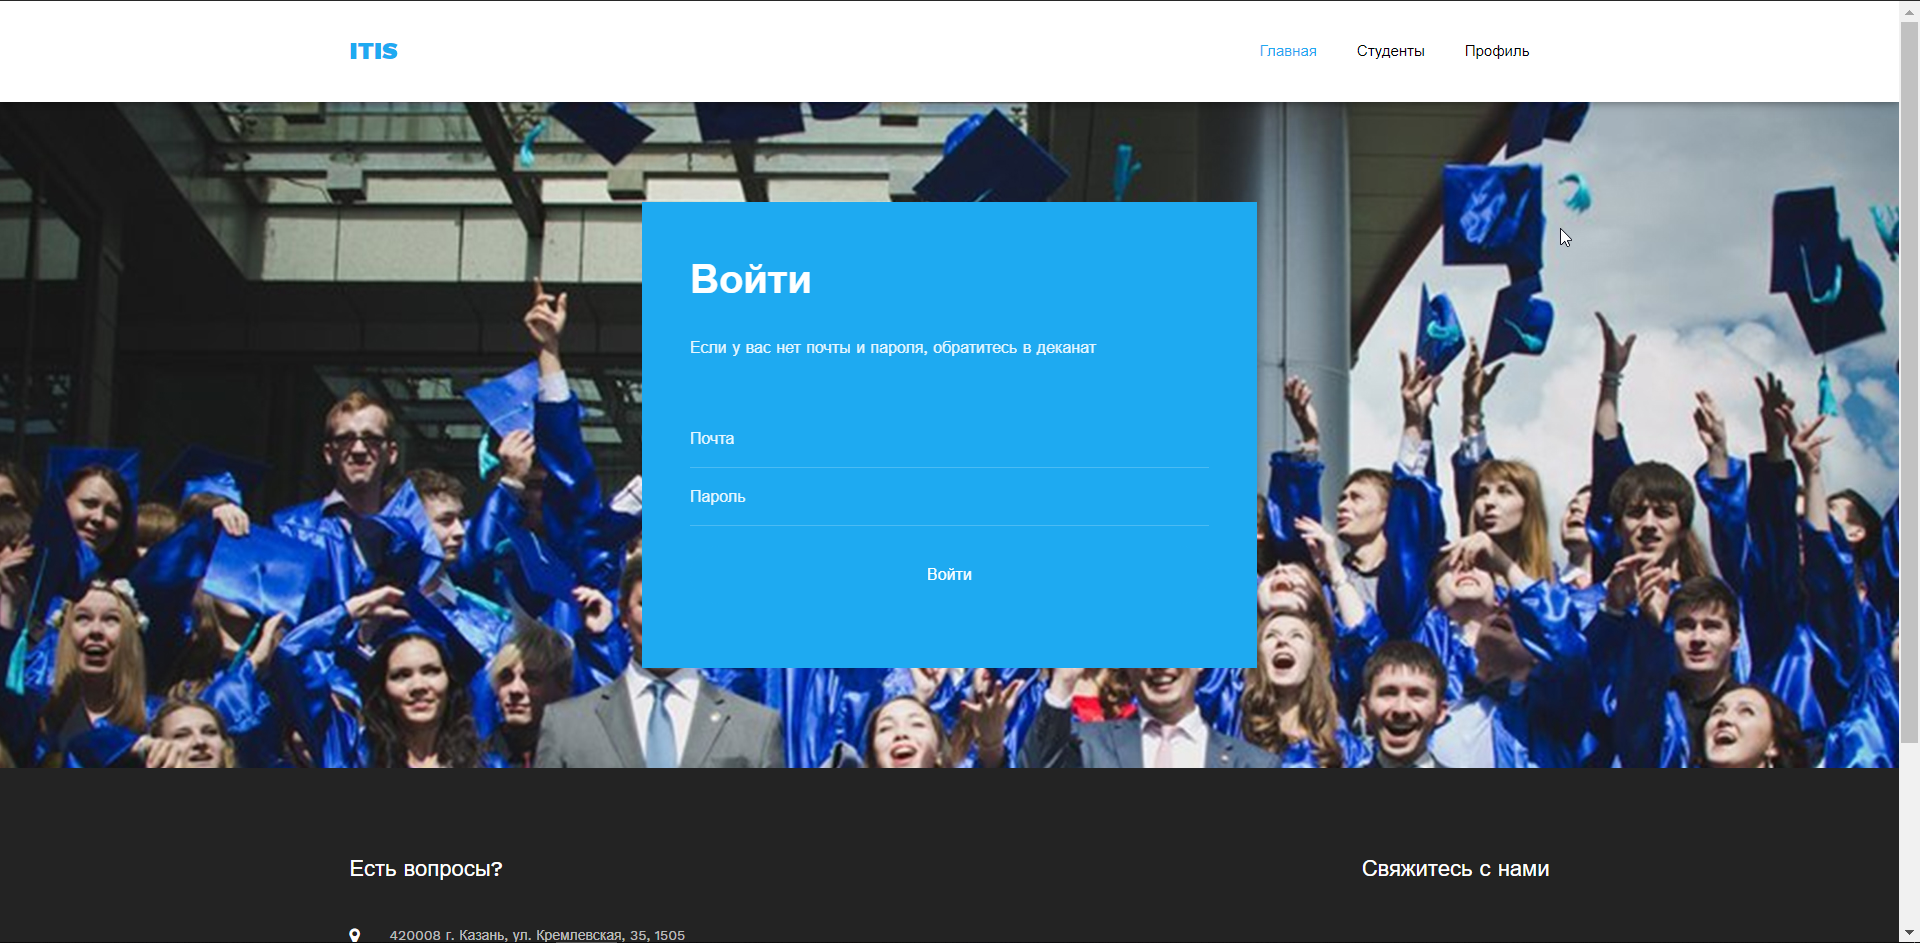 ITIS
Главная Студенты Профиль
Войти
Если у вас нет почты и пароля, обратитесь в деканат
Почта
Пароль
Войти
Есть вопросы?
Свяжитесь с нами
420008 г. Казань, ул. Кремлевская, 35, 1505